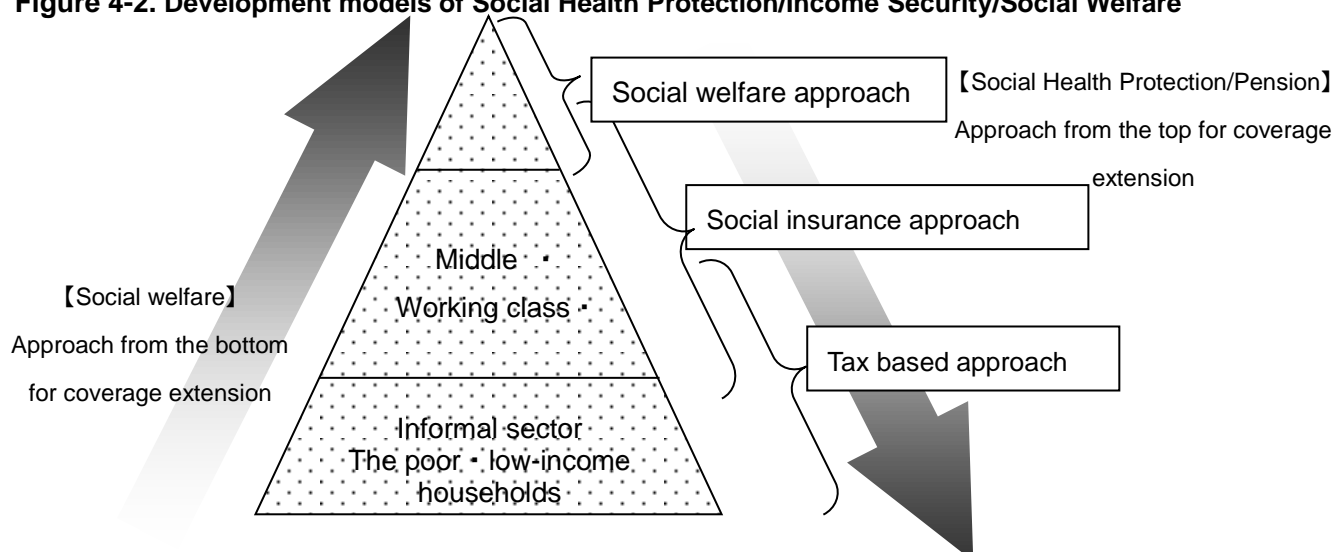 Figure 4-2. Development models of Social Health Protection/Income Security/Social Welfare
Social welfare approach
【Social Health Protection/Pension】
Approach from the top for coverage
extension
Social insurance approach
Middle ・
Working class・
【Social welfare】
Approach from the bottom
for coverage extension
Tax based approach
Informal sector
The poor・low-income
households